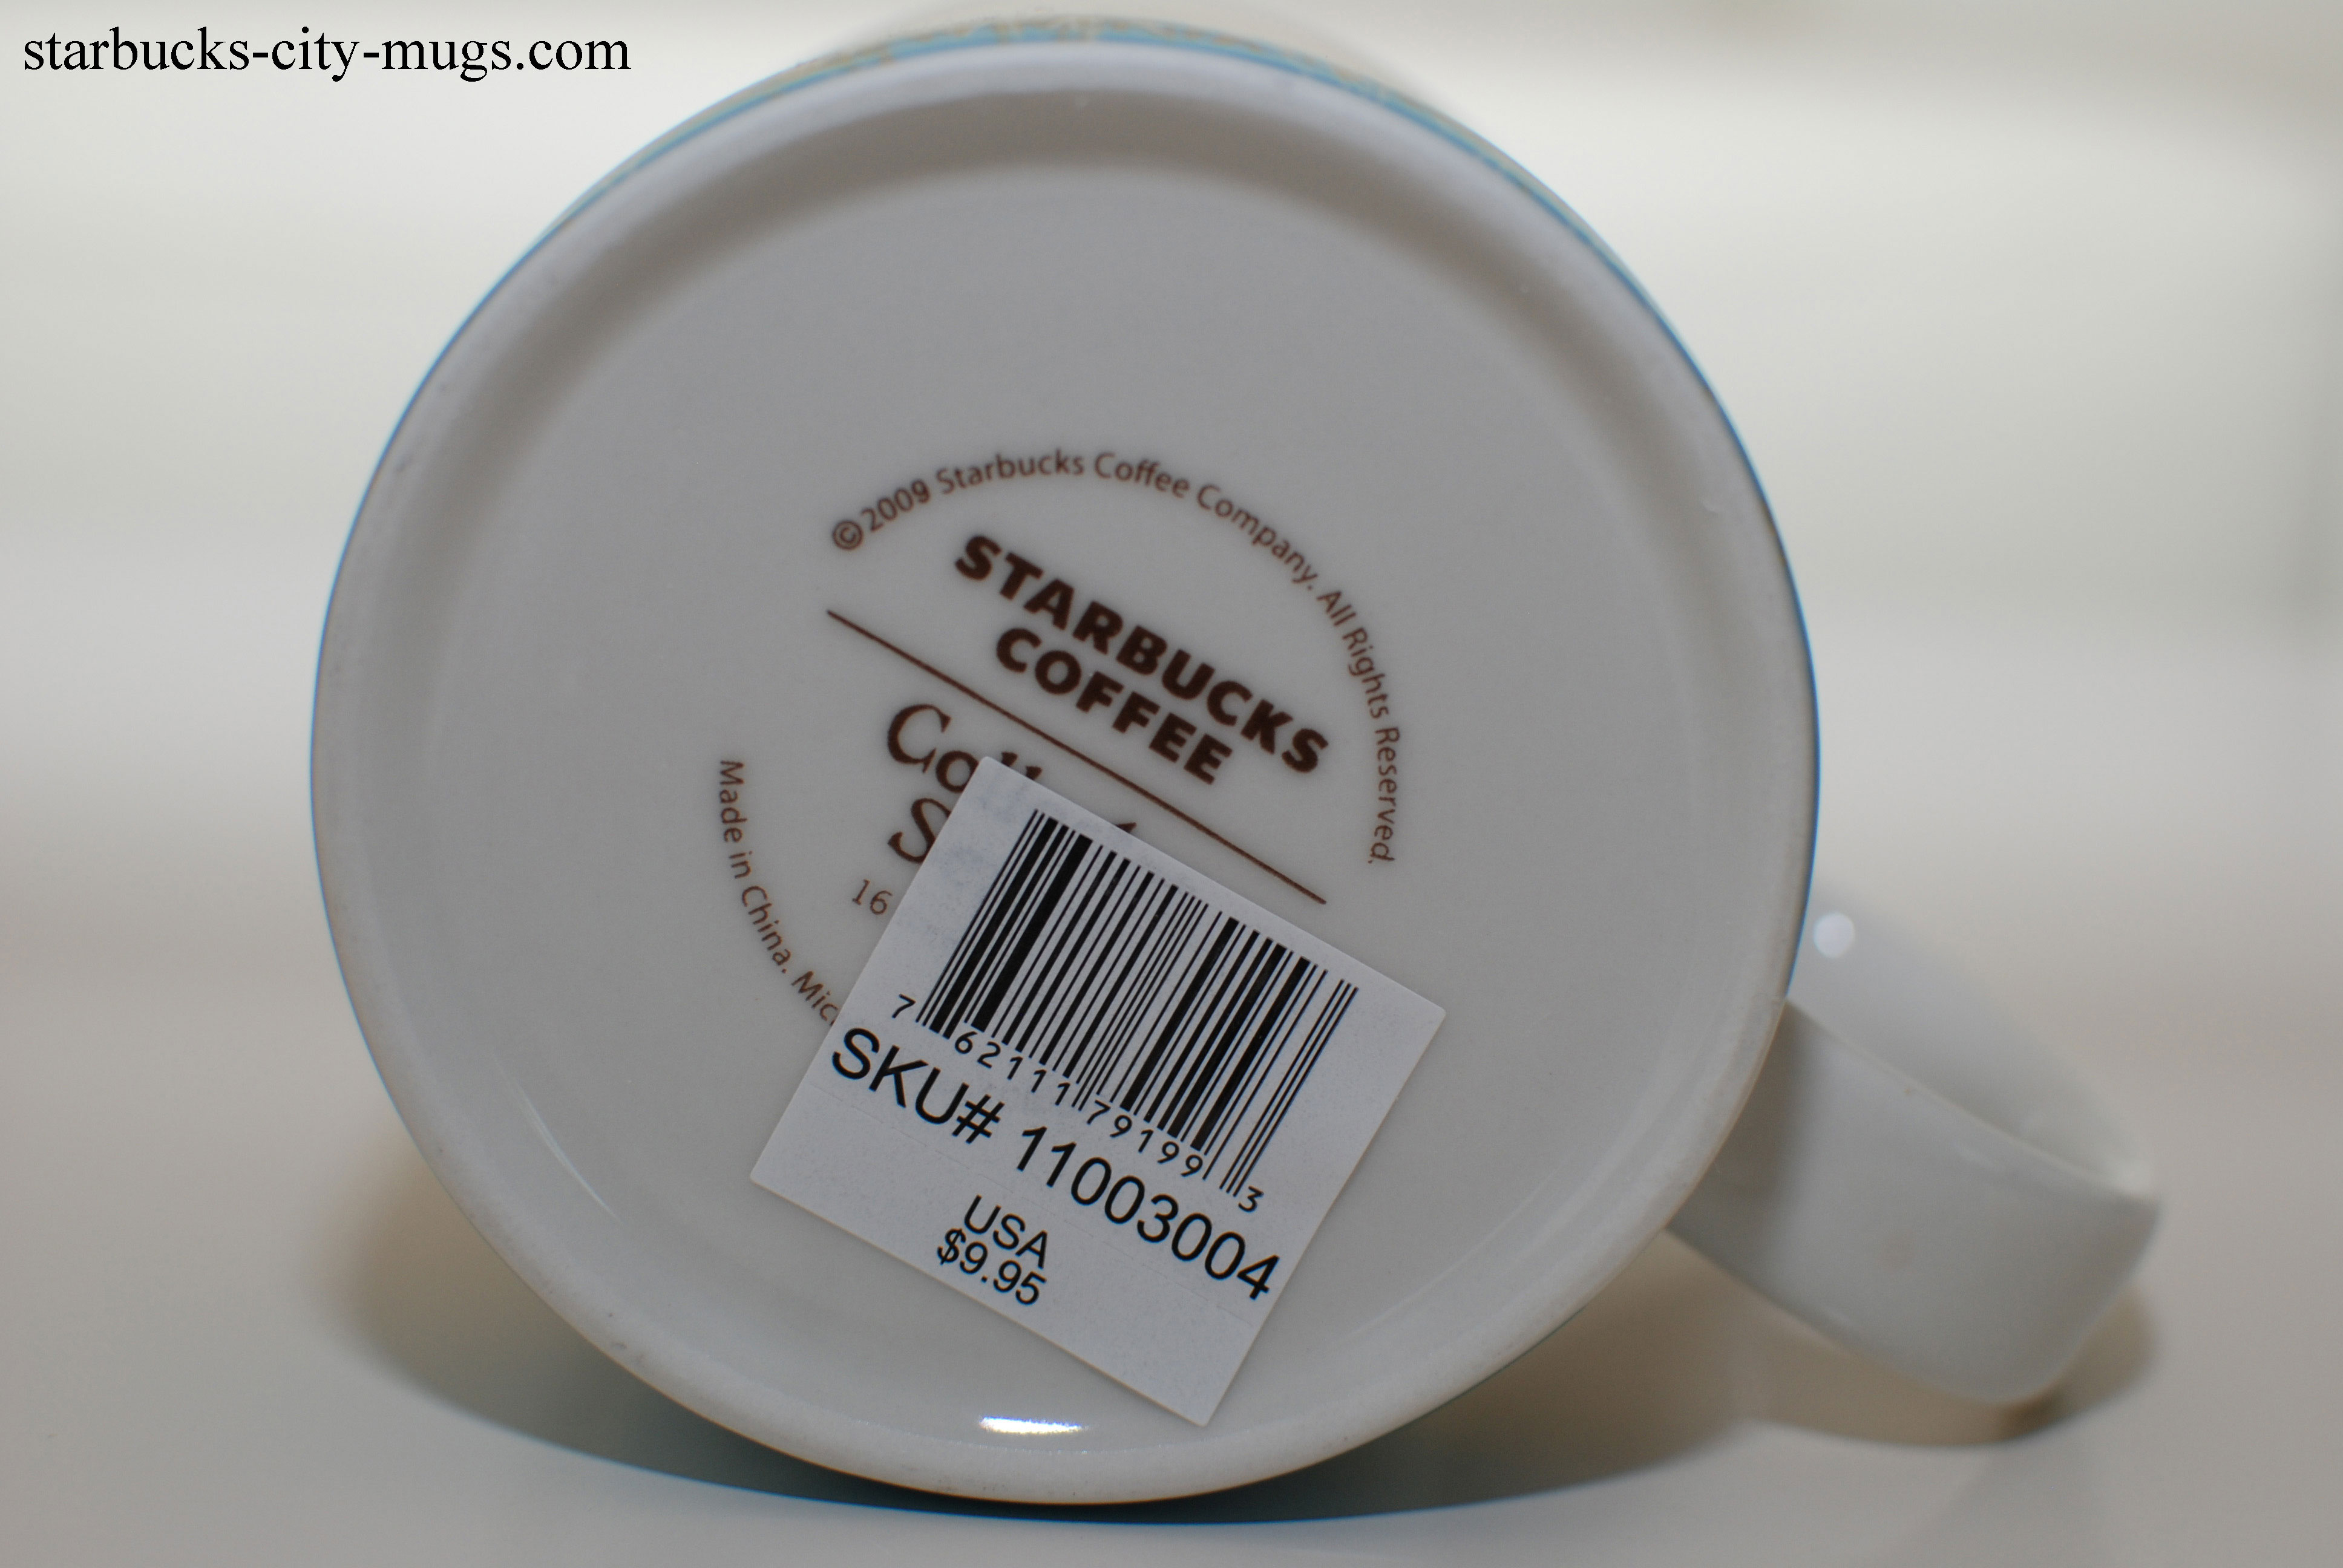 starbucks-city-mugs.com
©2009 Starbucks Coffee Company. All Rights Reserved.
STARBUCKS
COFFEE
16
Made in China.
7 62111 79199 3
SKU# 11003004
USA
$9.95